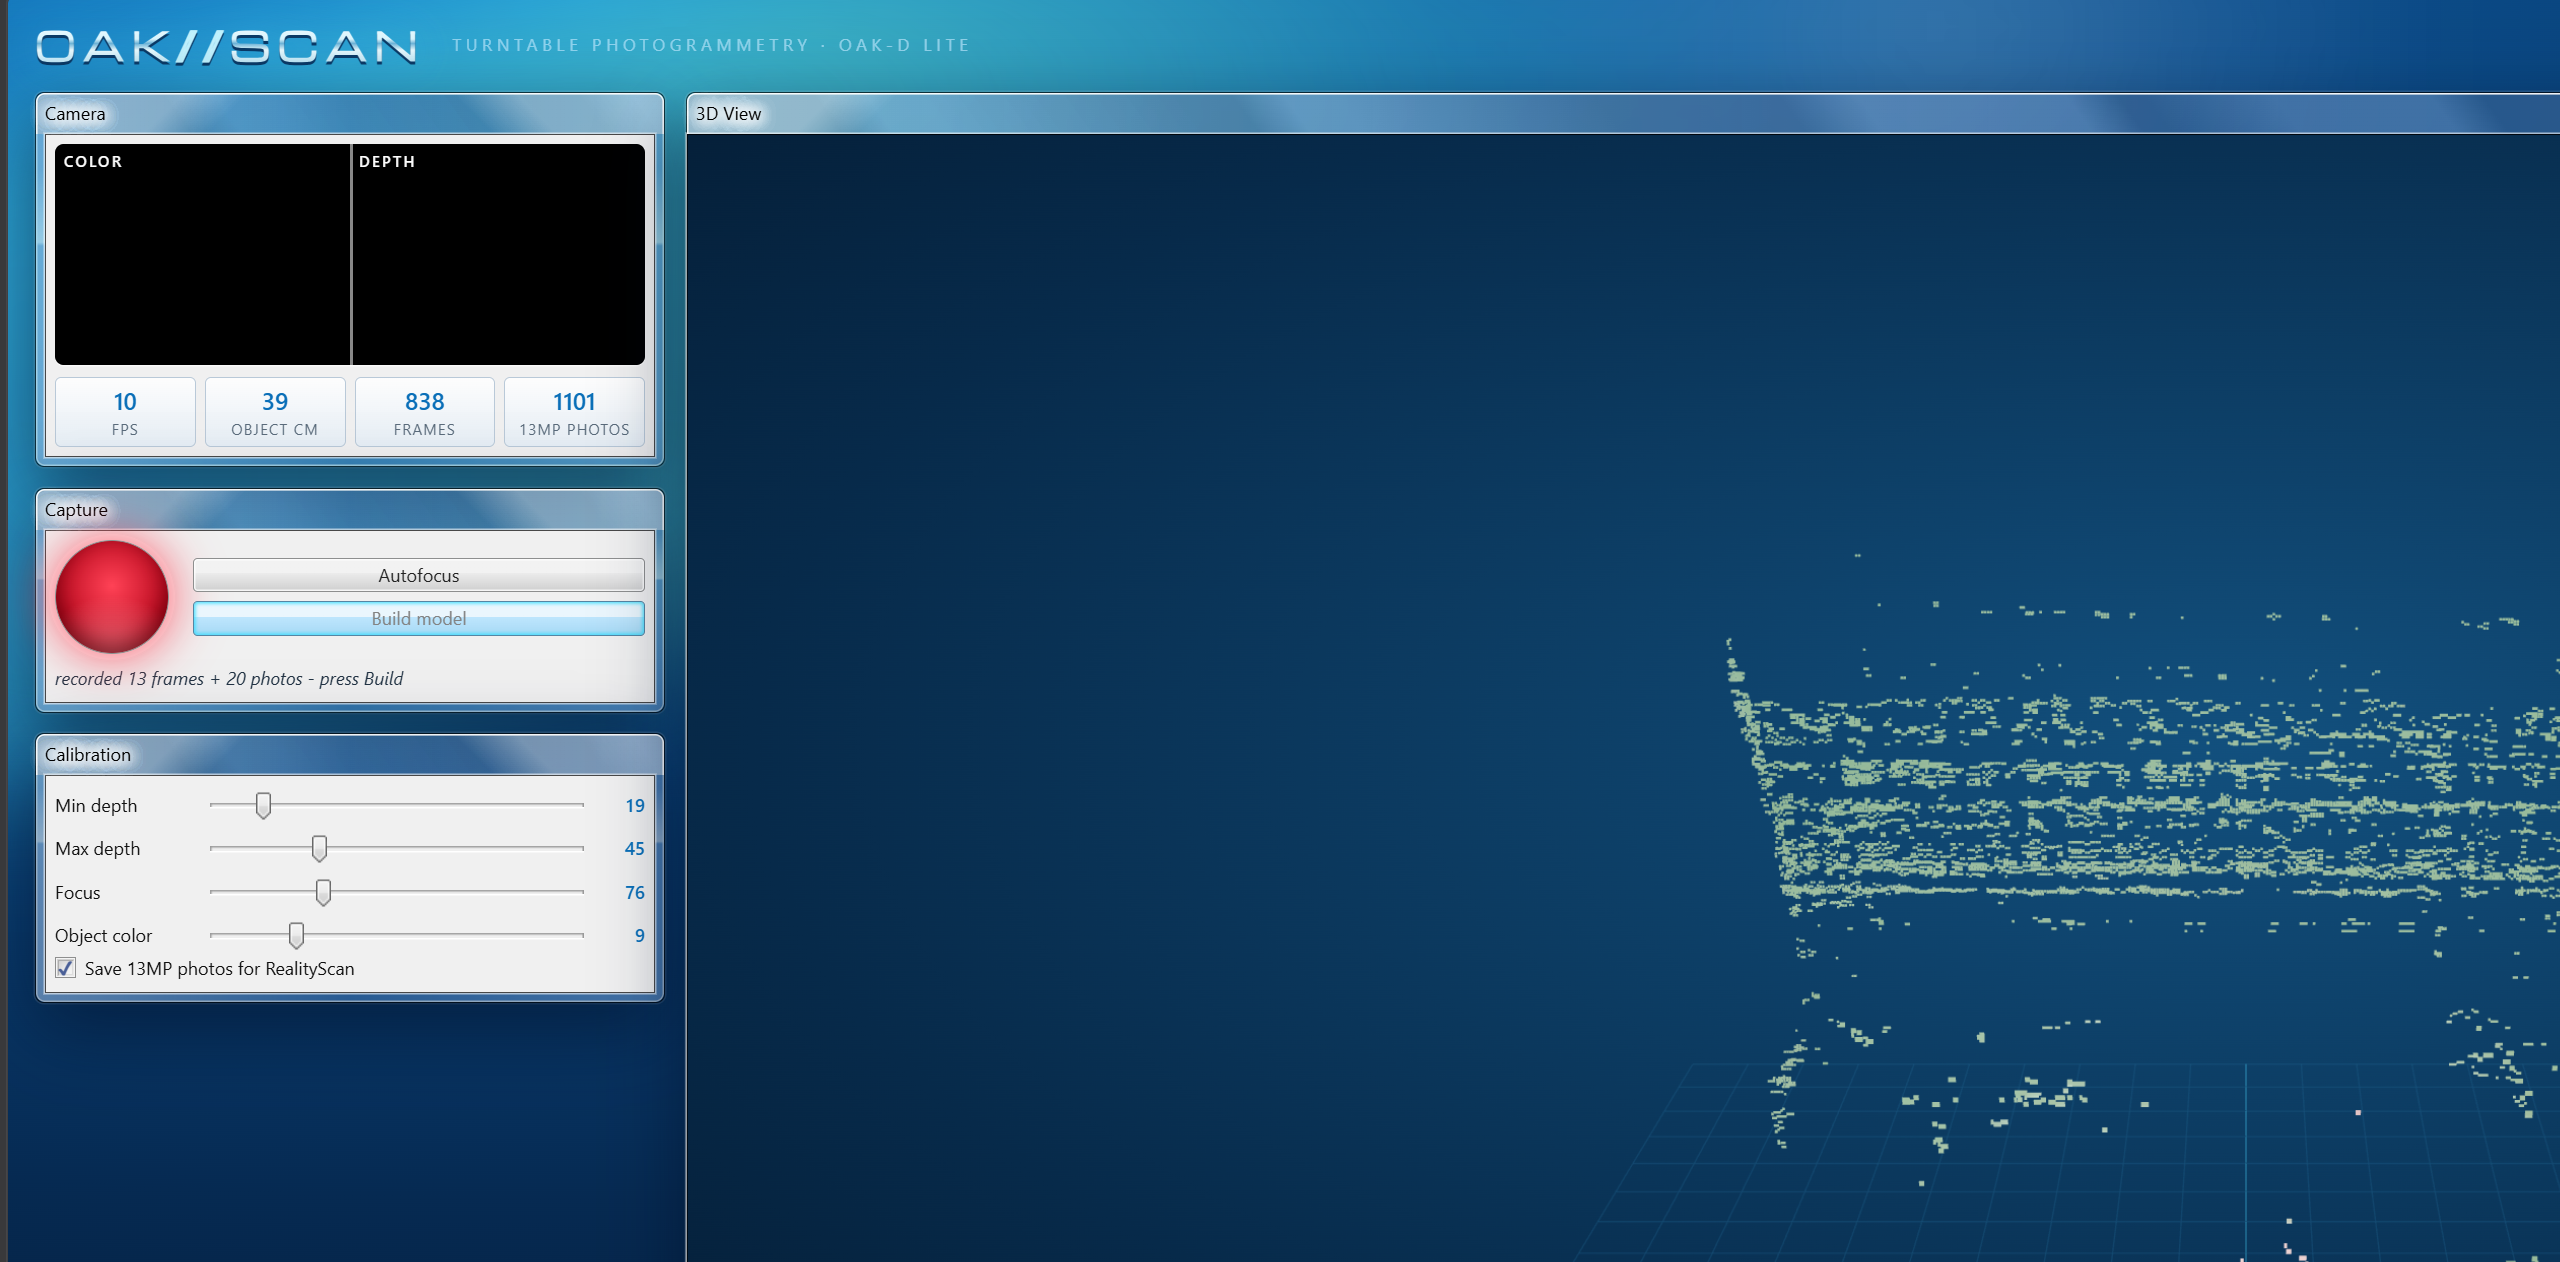 OAK//SCAN TURNTABLE PHOTOGRAMMETRY · OAK-D LITE
Camera
COLOR DEPTH
10 39 838 1101
FPS OBJECT CM FRAMES 13MP PHOTOS
Capture
Autofocus
Build model
recorded 13 frames + 20 photos - press Build
Calibration
Min depth 19
Max depth 45
Focus 76
Object color 9
Save 13MP photos for RealityScan
3D View